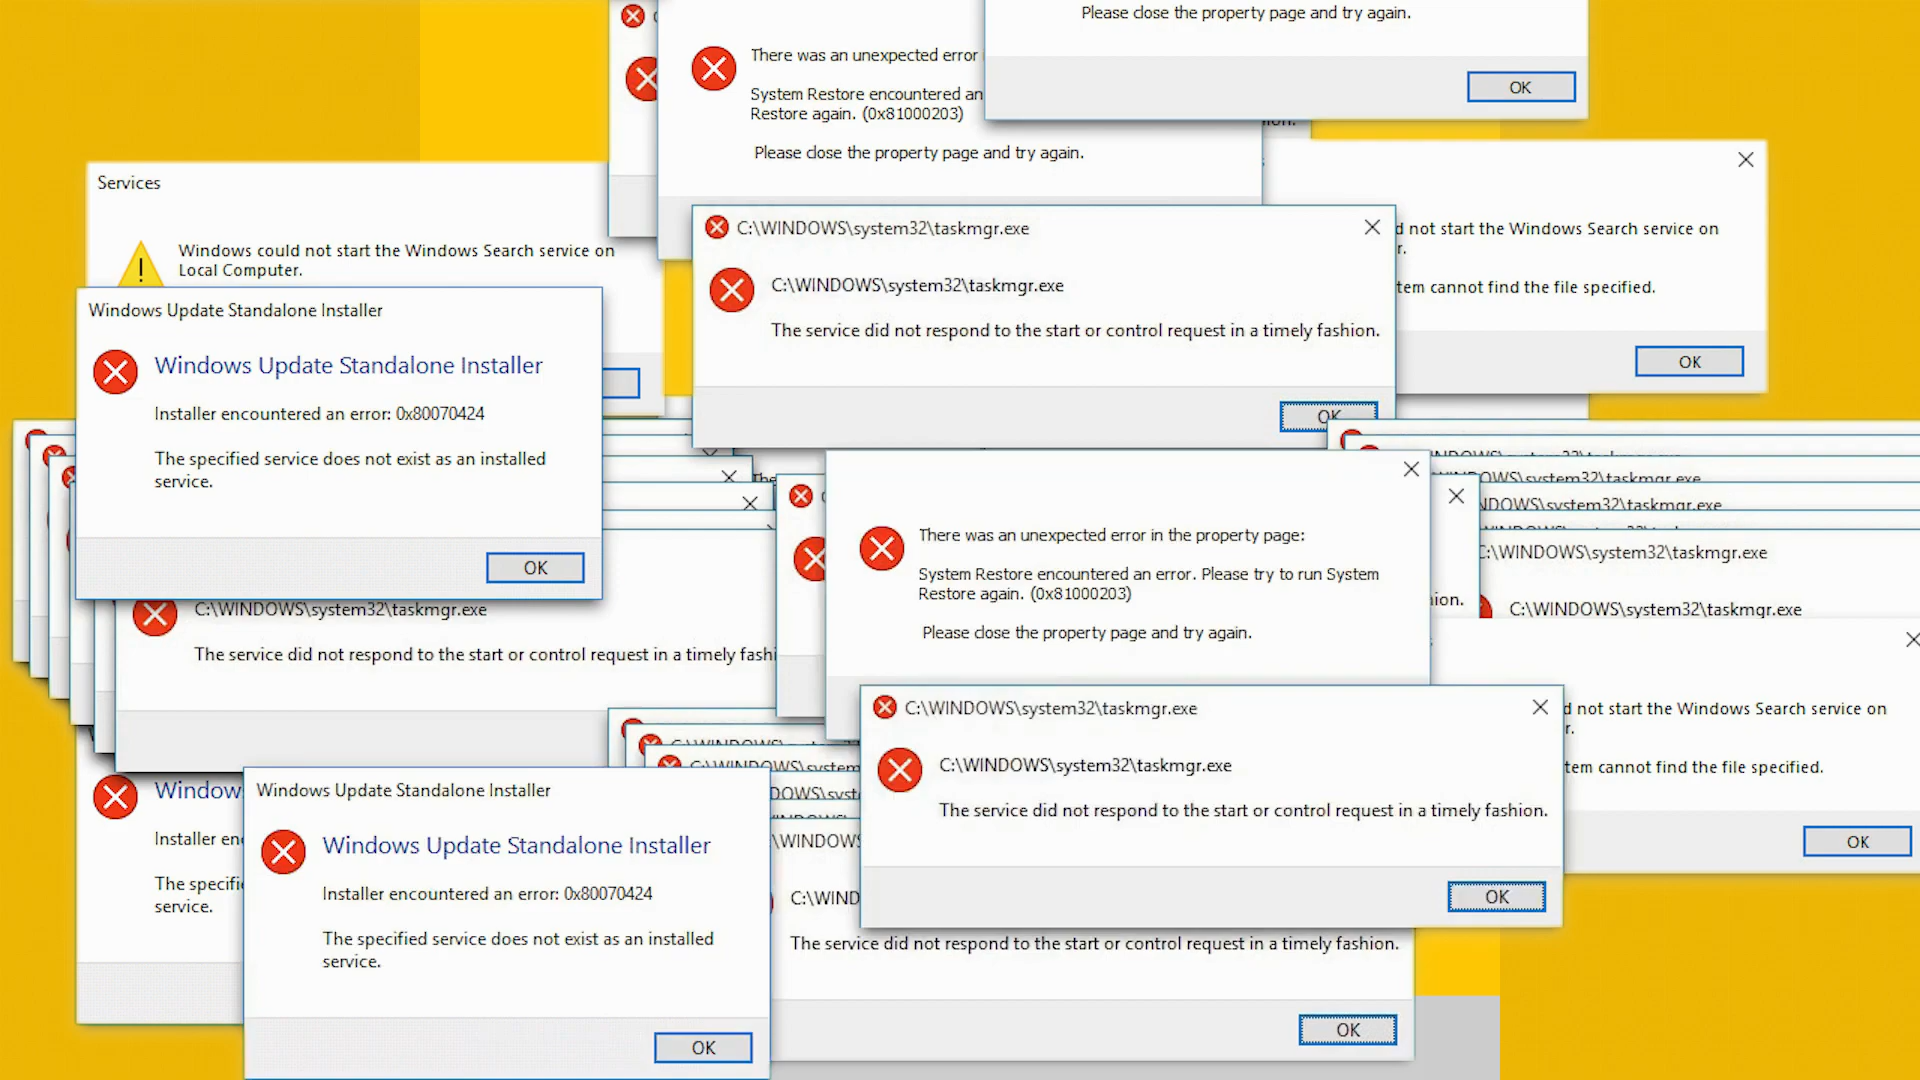 Please close the property page and try again.
OK
There was an unexpected error
System Restore encountered an
Restore again. (0x81000203)
Please close the property page and try again.
Services
Windows could not start the Windows Search service on
Local Computer.
C:\WINDOWS\system32\taskmgr.exe
C:\WINDOWS\system32\taskmgr.exe
The service did not respond to the start or control request in a timely fashion.
OK
not start the Windows Search service on
cannot find the file specified.
OK
Windows Update Standalone Installer
Windows Update Standalone Installer
Installer encountered an error: 0x80070424
The specified service does not exist as an installed
service.
OK
C:\WINDOWS\system32\taskmgr.exe
The service did not respond to the start or control request in a timely
There was an unexpected error in the property page:
System Restore encountered an error. Please try to run System
Restore again. (0x81000203)
Please close the property page and try again.
C:\WINDOWS\system32\taskmgr.exe
C:\WINDOWS\system32\taskmgr.exe
C:\WINDOWS\system32\taskmgr.exe
C:\WINDOWS\system32\taskmgr.exe
The service did not respond to the start or control request in a timely fashion.
OK
not start the Windows Search service on
cannot find the file specified.
OK
Installer
The
service.
Windows Update Standalone Installer
Windows Update Standalone Installer
Installer encountered an error: 0x80070424
The specified service does not exist as an installed
service.
OK
The service did not respond to the start or control request in a timely fashion.
OK